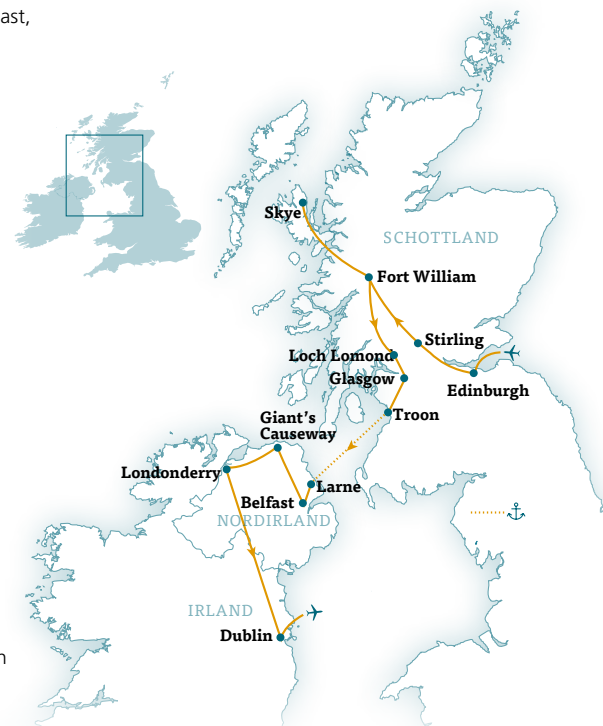 ast,
Skye
SCHOTTLAND
Fort William
Stirling
Loch Lomond
Glasgow
Edinburgh
Troon
Giant's
Causeway
Londonderry
Larne
Belfast
NORDIRLAND
IRLAND
Dublin
n